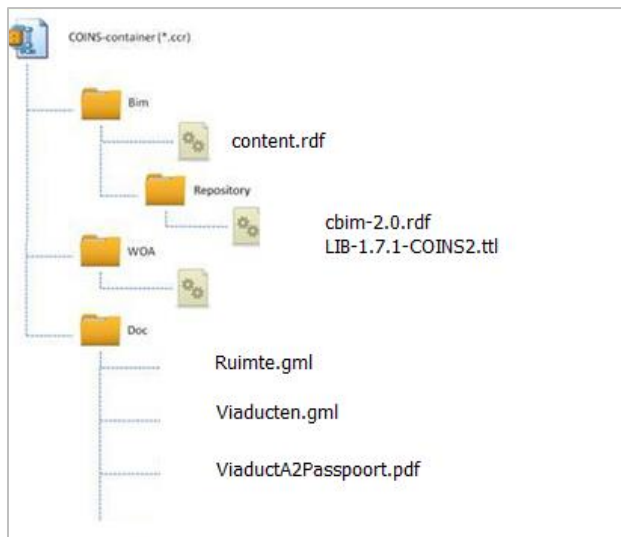 COINS-container (*.ccr)
Bim
content.rdf
Repository
cbim-2.0.rdf
LIB-1.7.1-COINS2.ttl
WOA
Doc
Ruimte.gml
Viaducten.gml
ViaductA2Passpoort.pdf